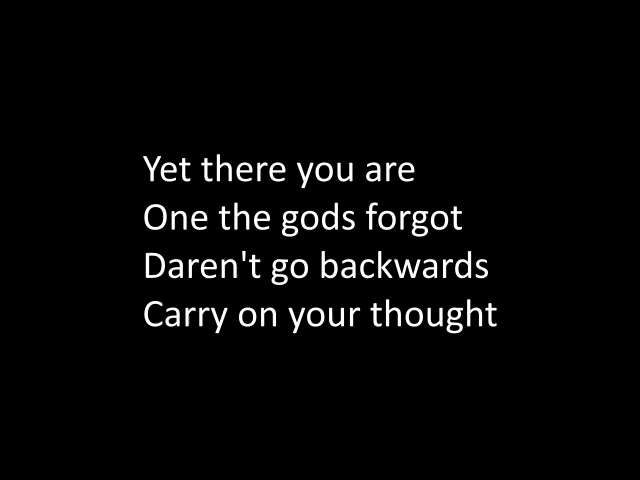 Yet there you are
One the gods forgot
Daren't go backwards
Carry on your thought